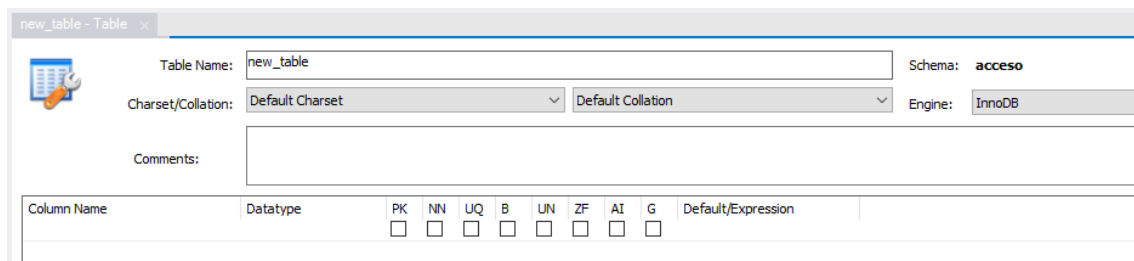 new_table - Table ×
Table Name: new_table Schema: acceso
Charset/Collation: Default Charset Default Collation Engine: InnoDB
Comments:
Column Name Datatype PK NN UQ B UN ZF AI G Default/Expression